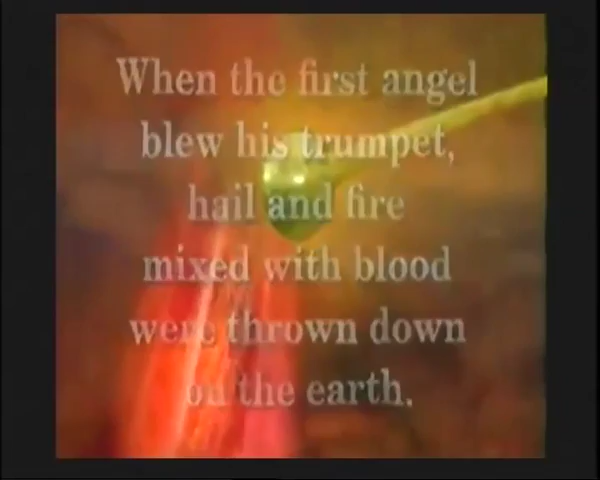 When the first angel
blew his trumpet,
hail and fire
mixed with blood
were thrown down
on the earth.